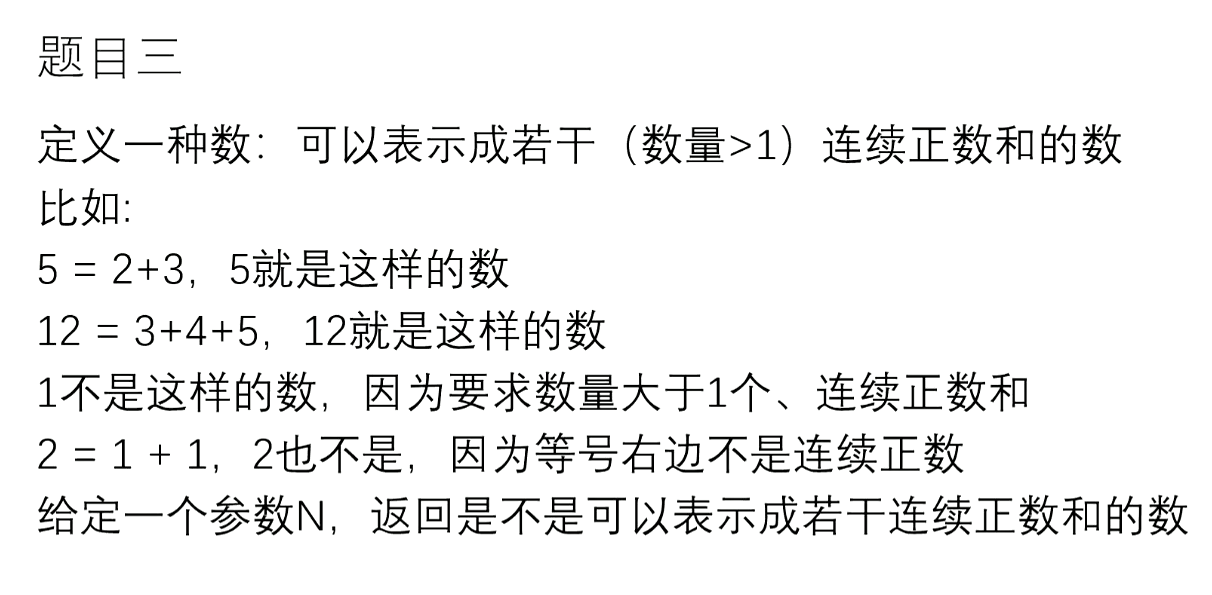 题目三
定义一种数：可以表示成若干（数量>1）连续正数和的数
比如:
5 = 2+3，5就是这样的数
12 = 3+4+5，12就是这样的数
1不是这样的数，因为要求数量大于1个、连续正数和
2 = 1 + 1，2也不是，因为等号右边不是连续正数
给定一个参数N，返回是不是可以表示成若干连续正数和的数